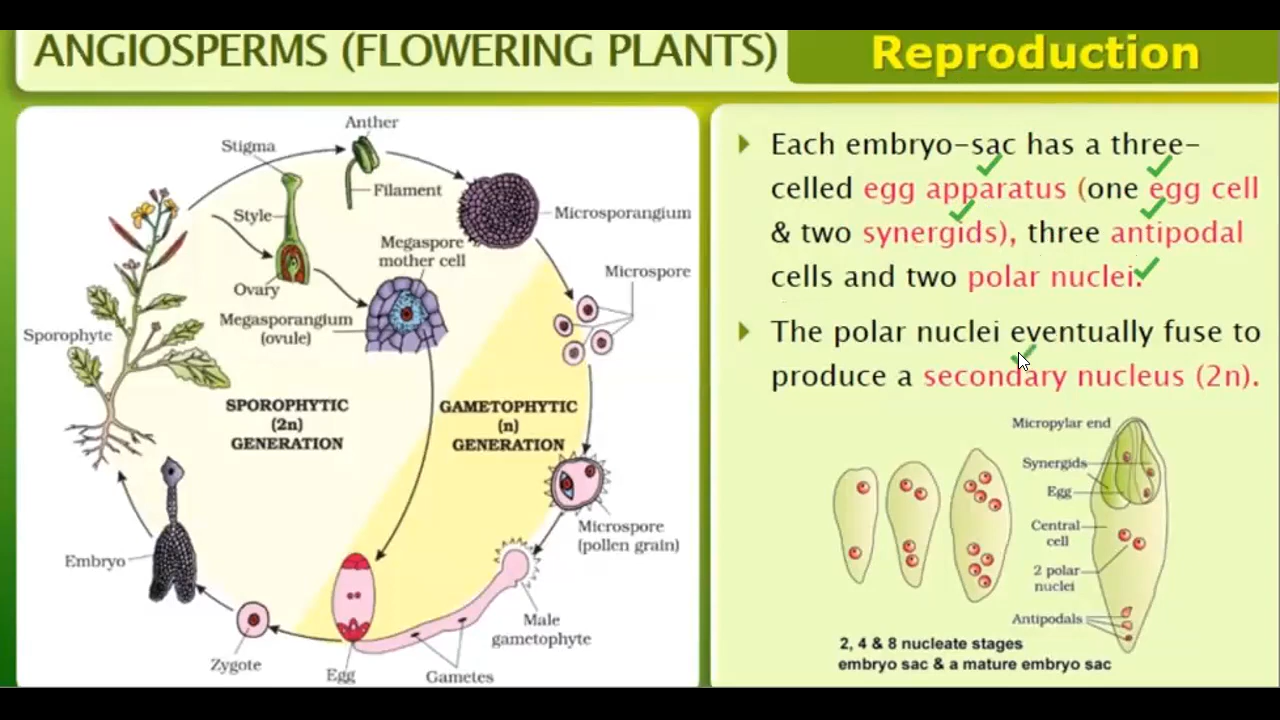 ANGIOSPERMS (FLOWERING PLANTS)
Reproduction
Anther
Stigma
Filament
Style
Microsporangium
Megaspore
mother cell
Microspore
Ovary
Megasporangium
(ovule)
Sporophyte
SPOROPHYTIC
(2n)
GENERATION
GAMETOPHYTIC
(n)
GENERATION
Microspore
(pollen grain)
Embryo
Male
gametophyte
Zygote
Egg
Gametes
Each embryo-sac has a three-
celled egg apparatus (one egg cell
& two synergids), three antipodal
cells and two polar nuclei.
The polar nuclei eventually fuse to
produce a secondary nucleus (2n).
Micropylar end
Synergids
Egg
Central
cell
2 polar
nuclei
Antipodals
2, 4 & 8 nucleate stages
embryo sac & a mature embryo sac